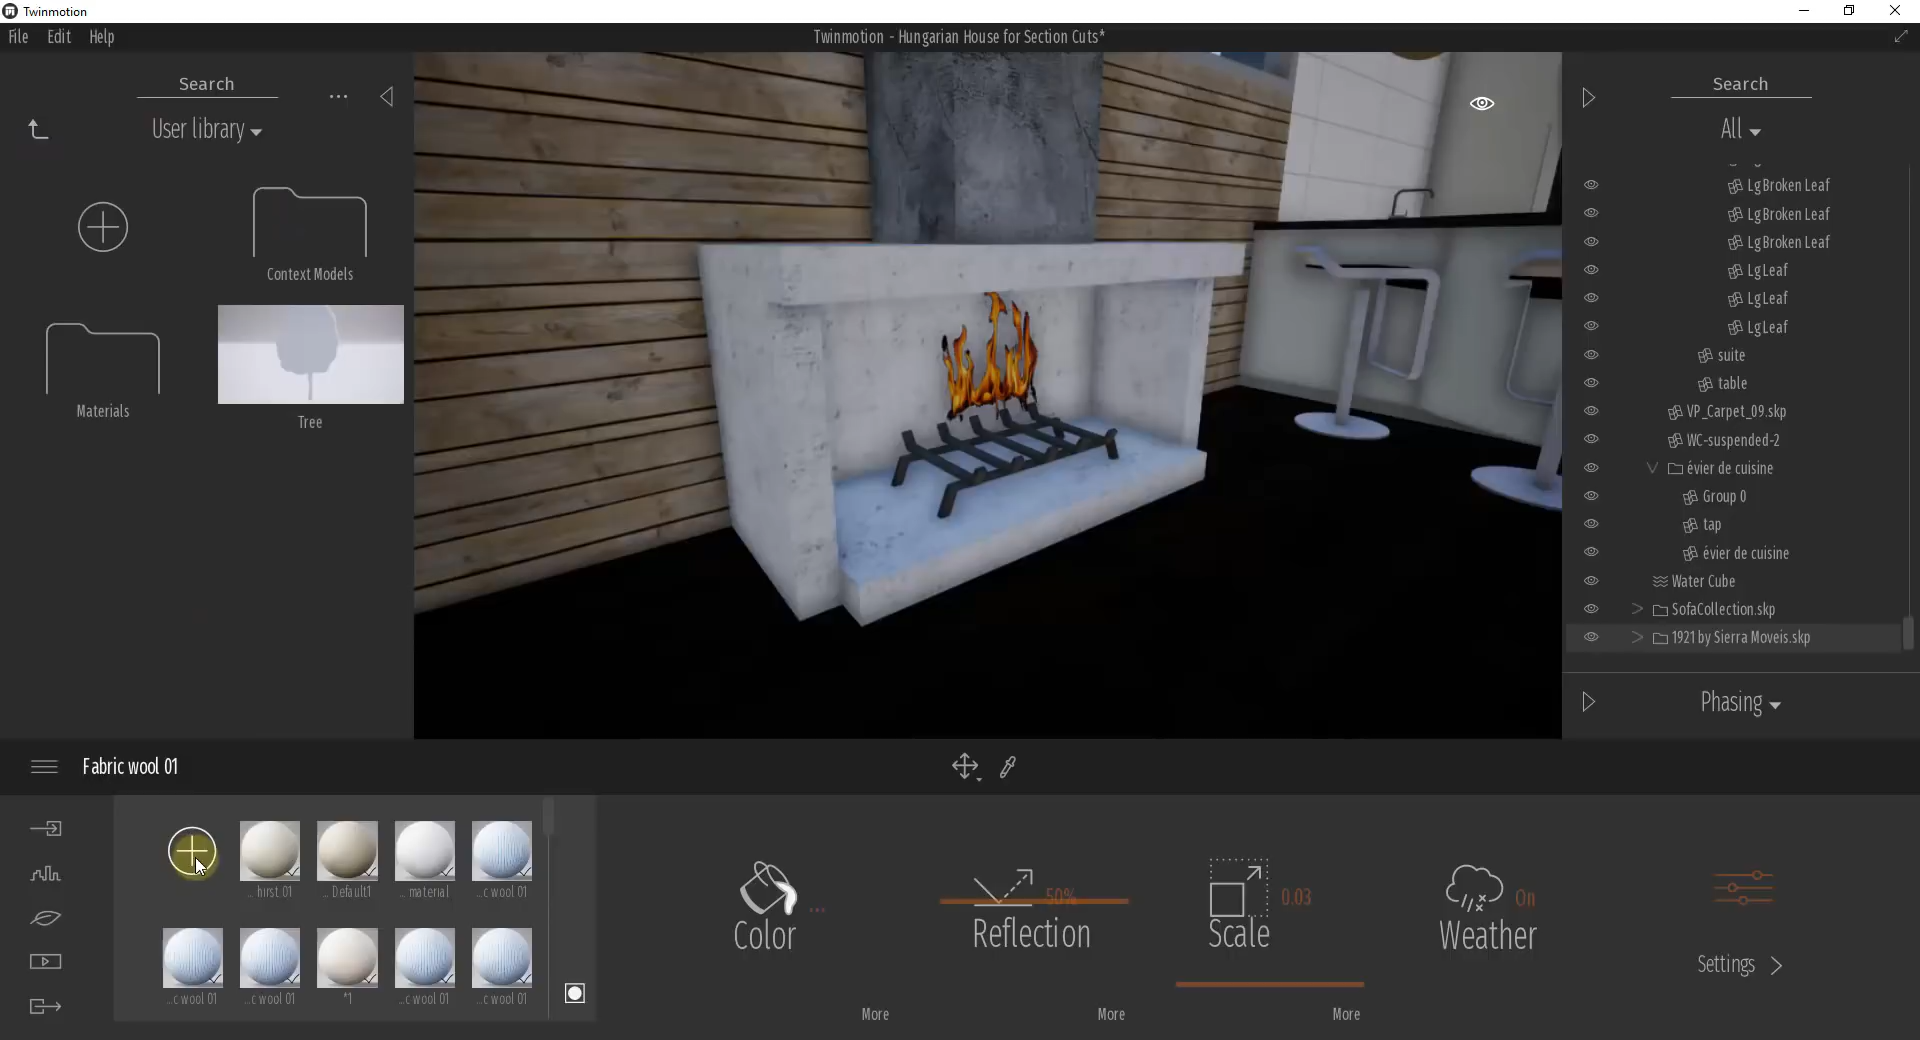 Twinmotion
File Edit Help
Twinmotion - Hungarian House for Section Cuts*
Search
User library
Context Models
Materials
Tree
Search
All
LgBroken Leaf
LgBroken Leaf
LgBroken Leaf
LgLeaf
LgLeaf
LgLeaf
suite
table
VP_Carpet_09.skp
WC-suspended-2
évier de cuisine
Group 0
tap
évier de cuisine
Water Cube
SofaCollection.skp
1921 by Sierra Moveis.skp
Phasing
Fabric wool 01
... hirst 01
... Default1
... material
...c wool 01
...c wool 01
...c wool 01
*1
...c wool 01
...c wool 01
Color ...
More
Reflection 50%
More
Scale 0.03
More
Weather On
Settings